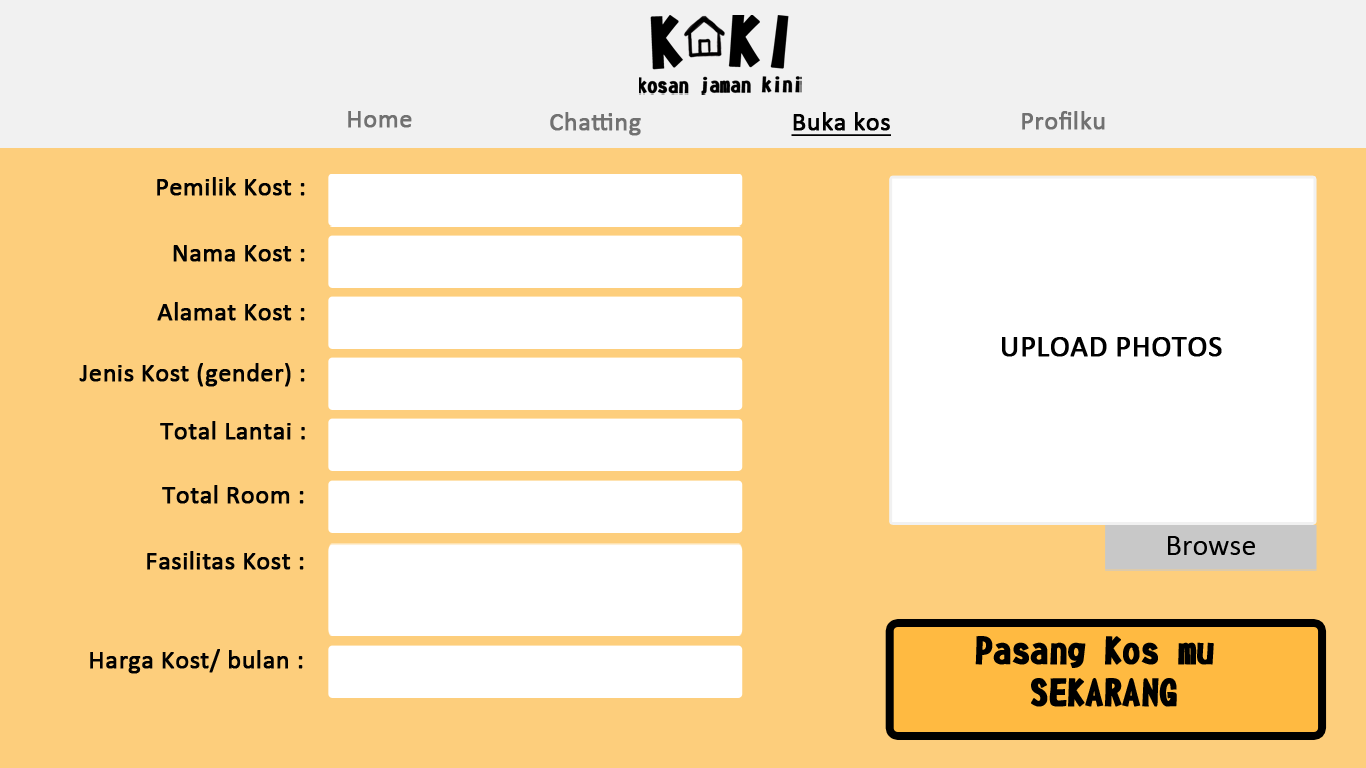 KAKI
kosan jaman kini
Home
Chatting
Buka kos
Profilku
Pemilik Kost :
Nama Kost :
Alamat Kost :
Jenis Kost (gender) :
Total Lantai :
Total Room :
Fasilitas Kost :
Harga Kost/ bulan :
UPLOAD PHOTOS
Browse
Pasang Kos mu
SEKARANG